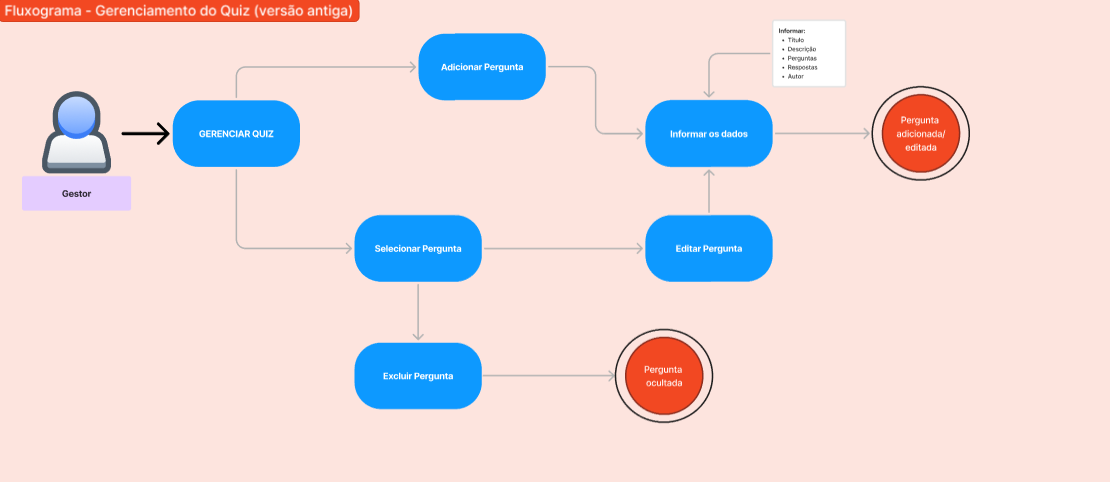 Fluxograma - Gerenciamento do Quiz (versão antiga)
Informar:
• Título
• Descrição
• Perguntas
• Respostas
• Autor
Adicionar Pergunta
GERENCIAR QUIZ
Informar os dados
Pergunta
adicionada/
editada
Gestor
Selecionar Pergunta
Editar Pergunta
Excluir Pergunta
Pergunta
ocultada